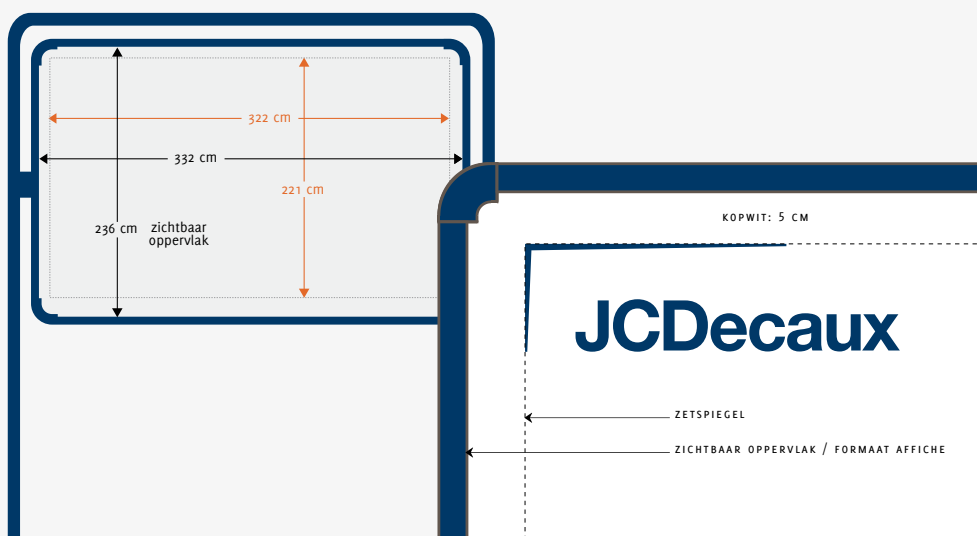 322 cm
332 cm
221 cm
236 cm
zichtbaar
oppervlak
KOPWIT: 5 CM
JCDecaux
ZETSPIEGEL
ZICHTBAAR OPPERVLAK / FORMAAT AFFICHE